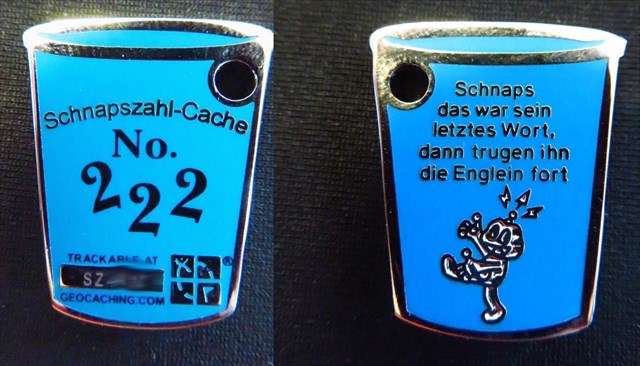 Schnapszahl-Cache
No.
222
TRACKABLE AT
SZ
®
GEOCACHING.COM
Schnaps
das war sein
letztes Wort,
dann trugen ihn
die Englein fort